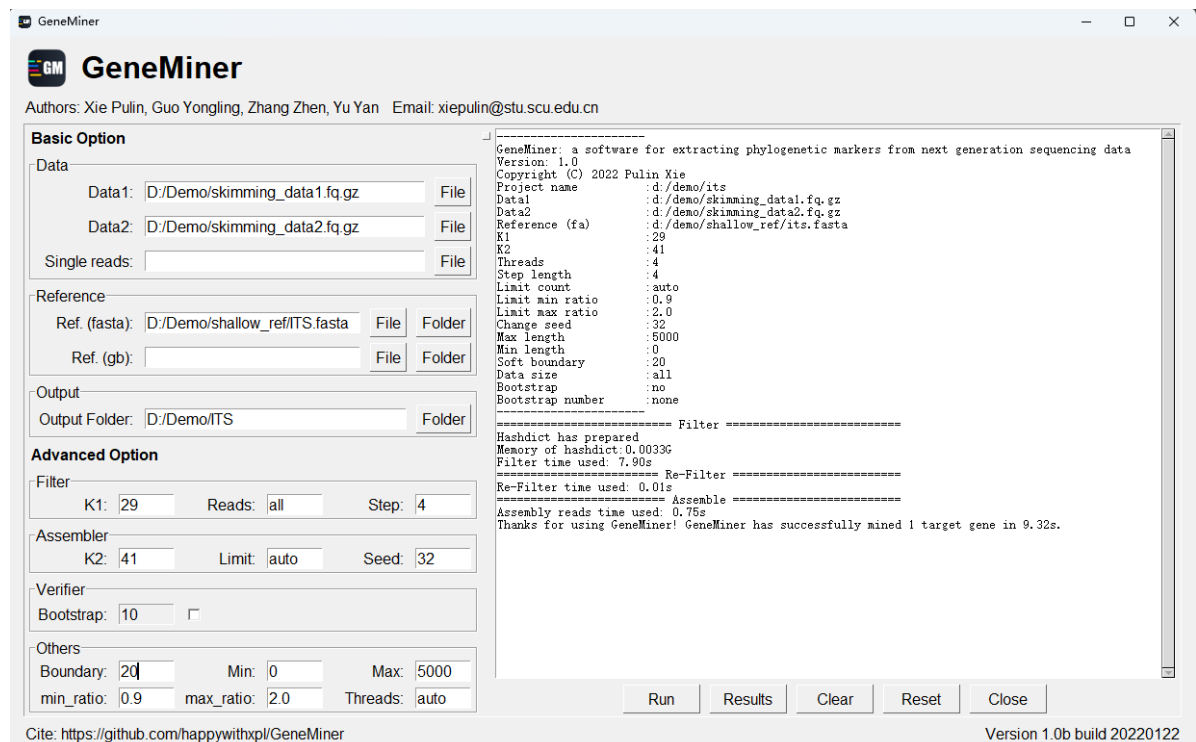 GeneMiner
GM GeneMiner
Authors: Xie Pulin, Guo Yongling, Zhang Zhen, Yu Yan Email: xiepulin@stu.scu.edu.cn
Basic Option
Data
Data1: D:/Demo/skimming_data1.fq.gz File
Data2: D:/Demo/skimming_data2.fq.gz File
Single reads: File
Reference
Ref. (fasta): D:/Demo/shallow_ref/ITS.fasta File Folder
Ref. (gb): File Folder
Output
Output Folder: D:/Demo/ITS Folder
Advanced Option
Filter
K1: 29 Reads: all Step: 4
Assembler
K2: 41 Limit: auto Seed: 32
Verifier
Bootstrap: 10
Others
Boundary: 20 Min: 0 Max: 5000
min_ratio: 0.9 max_ratio: 2.0 Threads: auto
----------------------
GeneMiner: a software for extracting phylogenetic markers from next generation sequencing data
Version: 1.0
Copyright (C) 2022 Pulin Xie
Project name :d:/demo/its
Data1 :d:/demo/skimming_data1.fq.gz
Data2 :d:/demo/skimming_data2.fq.gz
Reference (fa) :d:/demo/shallow_ref/its.fasta
K1 :29
K2 :41
Threads :4
Step length :4
Limit count :auto
Limit min ratio :0.9
Limit max ratio :2.0
Change seed :32
Max length :5000
Min length :0
Soft boundary :20
Data size :all
Bootstrap :no
Bootstrap number :none
----------------------
========================== Filter ==========================
Hashdict has prepared
Memory of hashdict:0.0033G
Filter time used: 7.90s
======================== Re-Filter =========================
Re-Filter time used: 0.01s
========================= Assemble =========================
Assembly reads time used: 0.75s
Thanks for using GeneMiner! GeneMiner has successfully mined 1 target gene in 9.32s.
Run Results Clear Reset Close
Cite: https://github.com/happywithxpl/GeneMiner
Version 1.0b build 20220122